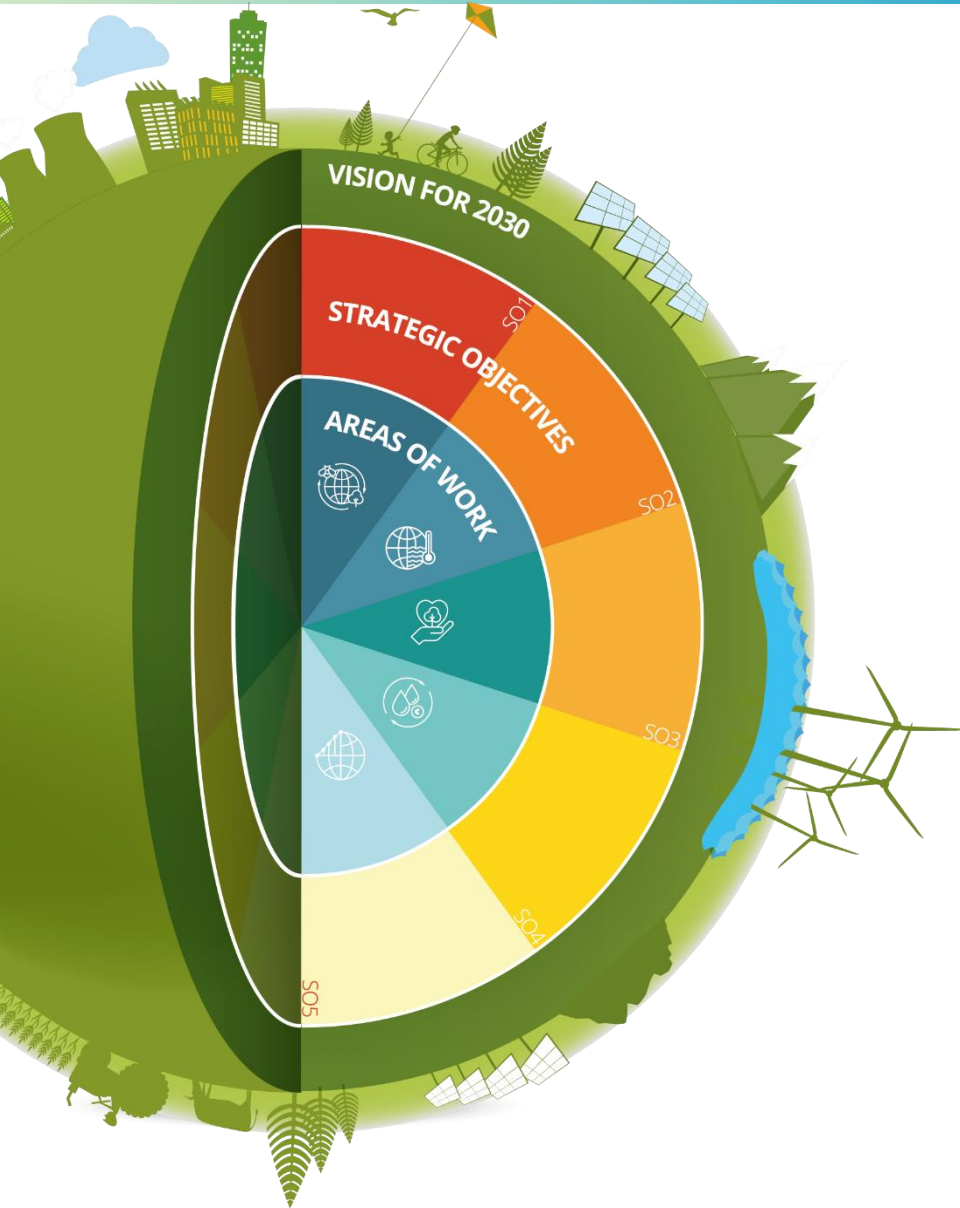 VISION FOR 2030
STRATEGIC OBJECTIVES
SO1
AREAS OF WORK
SO2
SO3
SO4
SO5